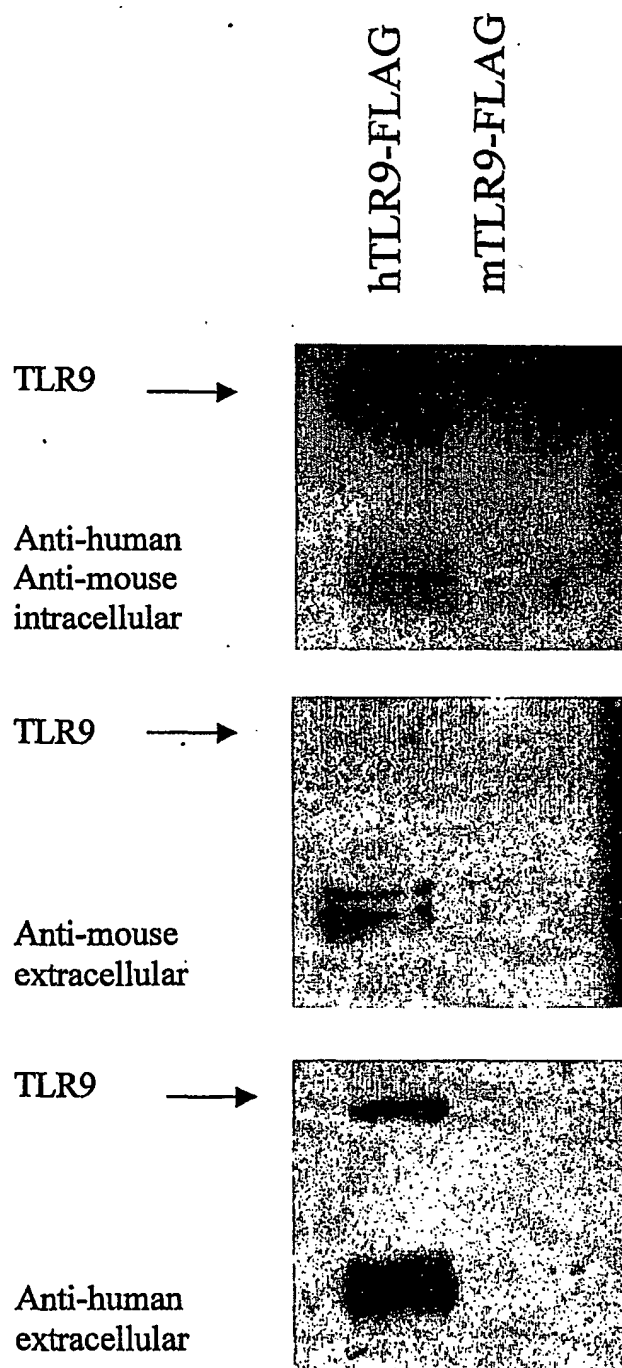 hTLR9-FLAG
mTLR9-FLAG
TLR9
Anti-human
Anti-mouse
intracellular
TLR9
Anti-mouse
extracellular
TLR9
Anti-human
extracellular